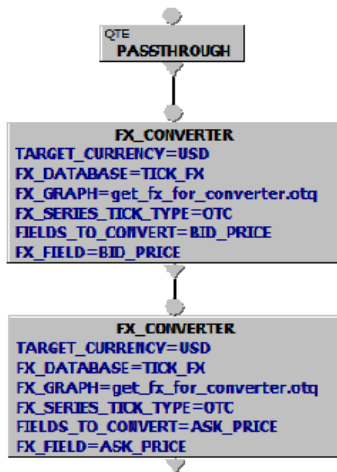 QTE
PASSTHROUGH
FX_CONVERTER
TARGET_CURRENCY=USD
FX_DATABASE=TICK_FX
FX_GRAPH=get_fx_for_converter.otq
FX_SERIES_TICK_TYPE=OTC
FIELDS_TO_CONVERT=BID_PRICE
FX_FIELD=BID_PRICE
FX_CONVERTER
TARGET_CURRENCY=USD
FX_DATABASE=TICK_FX
FX_GRAPH=get_fx_for_converter.otq
FX_SERIES_TICK_TYPE=OTC
FIELDS_TO_CONVERT=ASK_PRICE
FX_FIELD=ASK_PRICE